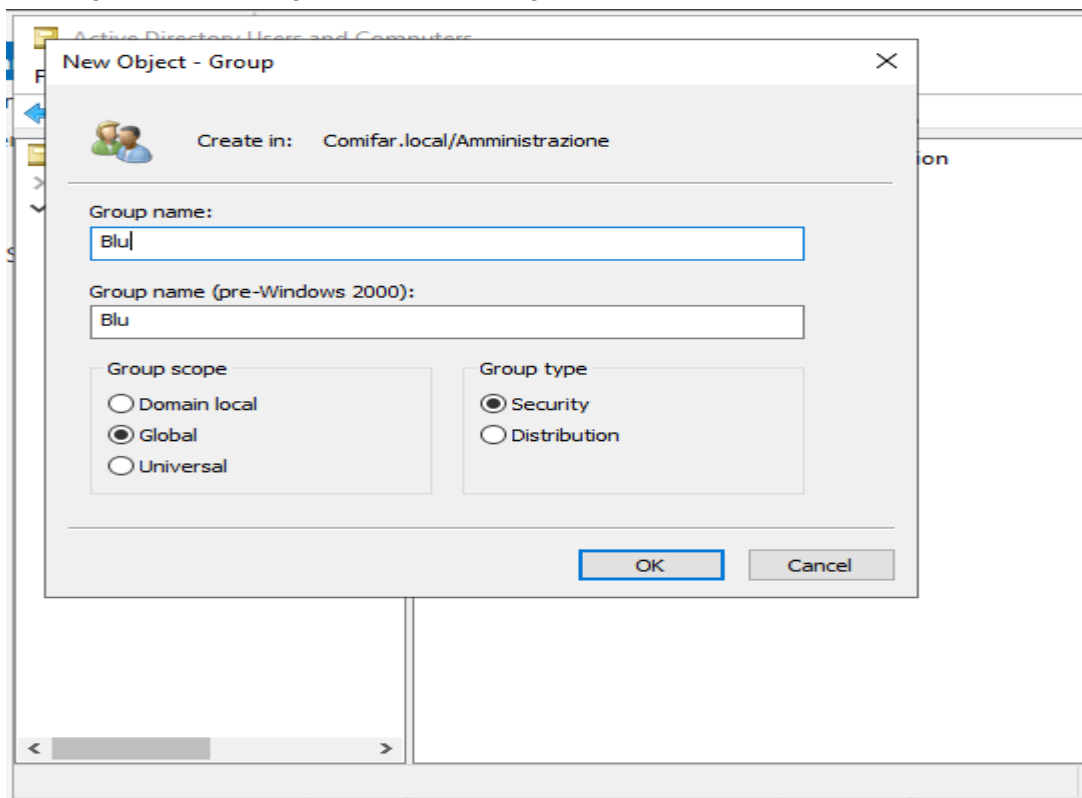 Active Directory Users and Computers
New Object - Group
Create in: Comifar.local/Amministrazione
Group name:
Blu
Group name (pre-Windows 2000):
Blu
Group scope
Domain local
Global
Universal
Group type
Security
Distribution
OK
Cancel